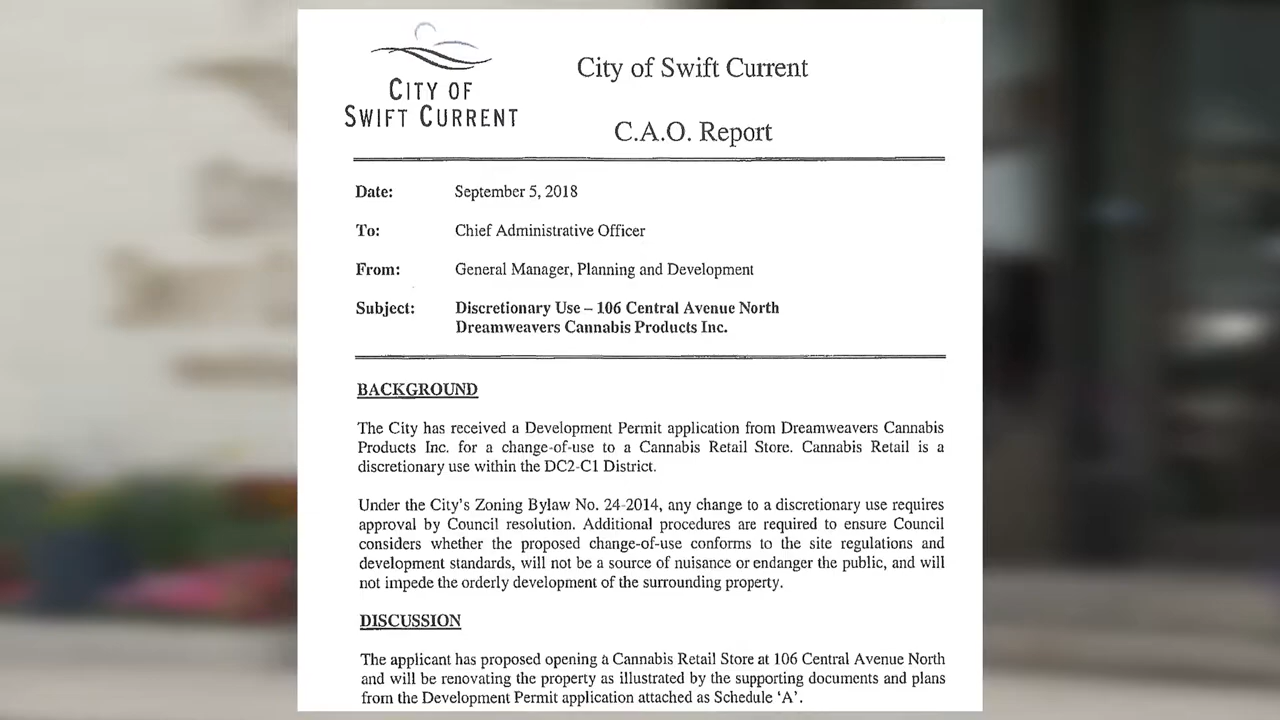 CITY OF
SWIFT CURRENT
City of Swift Current
C.A.O. Report
Date: September 5, 2018
To: Chief Administrative Officer
From: General Manager, Planning and Development
Subject: Discretionary Use – 106 Central Avenue North
Dreamweavers Cannabis Products Inc.
BACKGROUND
The City has received a Development Permit application from Dreamweavers Cannabis
Products Inc. for a change-of-use to a Cannabis Retail Store. Cannabis Retail is a
discretionary use within the DC2-C1 District.
Under the City's Zoning Bylaw No. 24-2014, any change to a discretionary use requires
approval by Council resolution. Additional procedures are required to ensure Council
considers whether the proposed change-of-use conforms to the site regulations and
development standards, will not be a source of nuisance or endanger the public, and will
not impede the orderly development of the surrounding property.
DISCUSSION
The applicant has proposed opening a Cannabis Retail Store at 106 Central Avenue North
and will be renovating the property as illustrated by the supporting documents and plans
from the Development Permit application attached as Schedule 'A'.